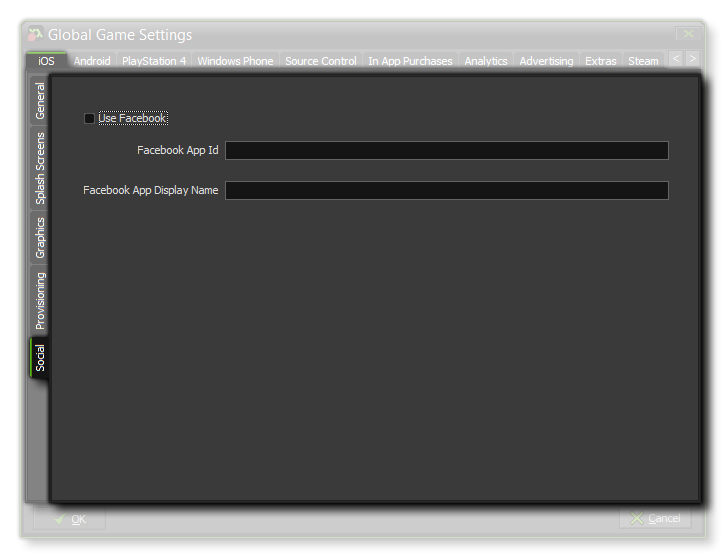 Global Game Settings
iOS Android PlayStation 4 Windows Phone Source Control In App Purchases Analytics Advertising Extras Steam < >
General
Splash Screens
Graphics
Provisioning
Social
Use Facebook
Facebook App Id
Facebook App Display Name
OK
Cancel